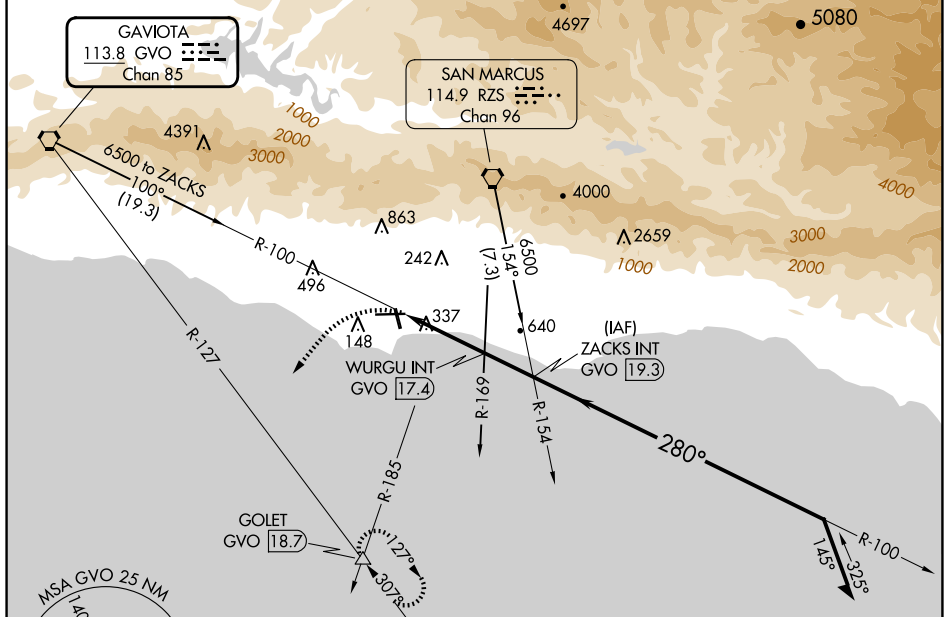 4697
5080
GAVIOTA
113.8 GVO
Chan 85
SAN MARCUS
114.9 RZS
Chan 96
1000
2000
3000
4391
6500 to ZACKS
100°
(19.3)
R-100
4000
4000
863
242
496
6500
154°
(7.3)
2659
3000
1000
2000
148
337
640
(IAF)
ZACKS INT
GVO 19.3
WURGU INT
GVO 17.4
R-127
R-169
R-154
280°
R-185
GOLET
GVO 18.7
127°
307°
R-100
145°
325°
MSA GVO 25 NM